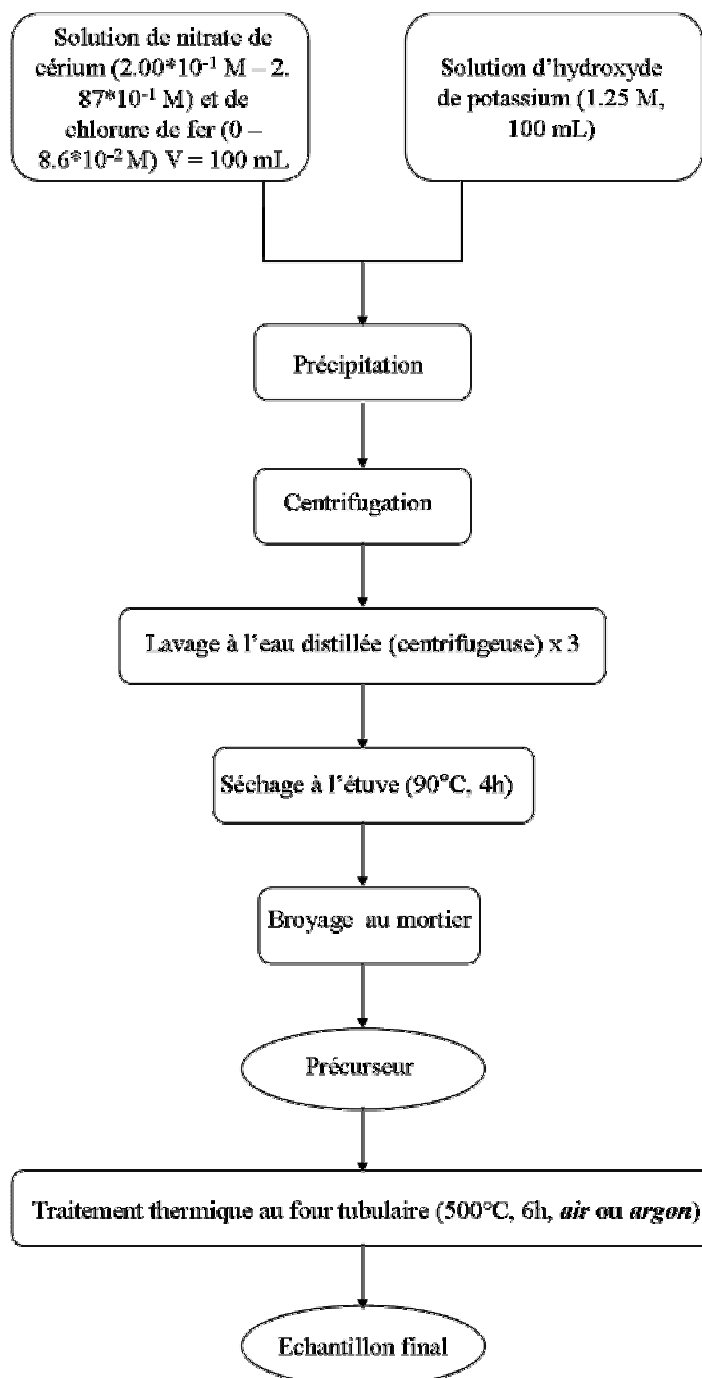 Solution de nitrate de
cérium (2.00*10-1 M – 2.
87*10-1 M) et de
chlorure de fer (0 –
8.6*10-2 M) V = 100 mL
Solution d'hydroxyde
de potassium (1.25 M,
100 mL)
Précipitation
Centrifugation
Lavage à l'eau distillée (centrifugeuse) x 3
Séchage à l'étuve (90°C, 4h)
Broyage au mortier
Précurseur
Traitement thermique au four tubulaire (500°C, 6h, air ou argon)
Echantillon final